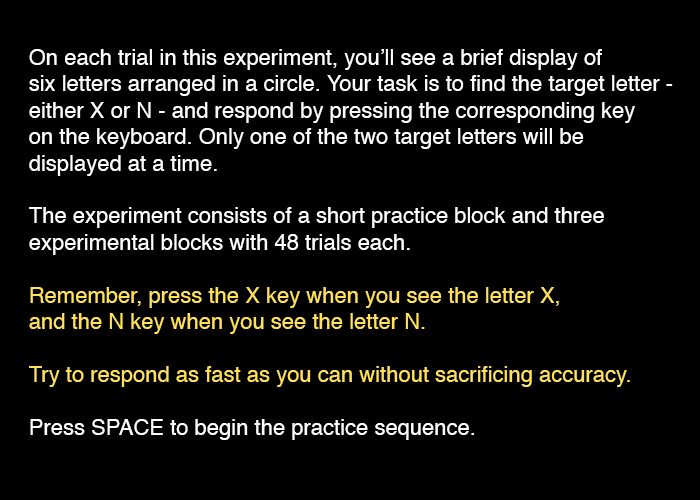 On each trial in this experiment, you’ll see a brief display of
six letters arranged in a circle. Your task is to find the target letter -
either X or N - and respond by pressing the corresponding key
on the keyboard. Only one of the two target letters will be
displayed at a time.
The experiment consists of a short practice block and three
experimental blocks with 48 trials each.
Remember, press the X key when you see the letter X,
and the N key when you see the letter N.
Try to respond as fast as you can without sacrificing accuracy.
Press SPACE to begin the practice sequence.